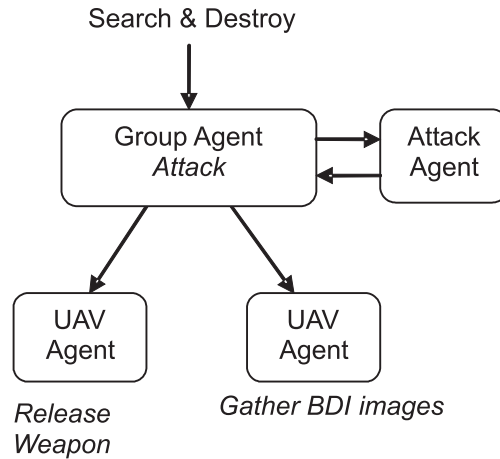 Search & Destroy
Group Agent
Attack
Attack
Agent
UAV
Agent
UAV
Agent
Release
Weapon
Gather BDI images